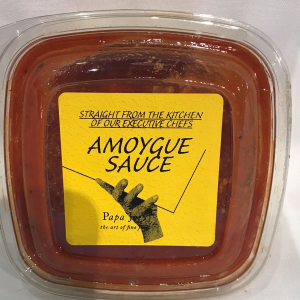 STRAIGHT FROM THE KITCHEN
OF OUR EXECUTIVE CHEFS
AMOYGUE
SAUCE
Papa
the art of fine